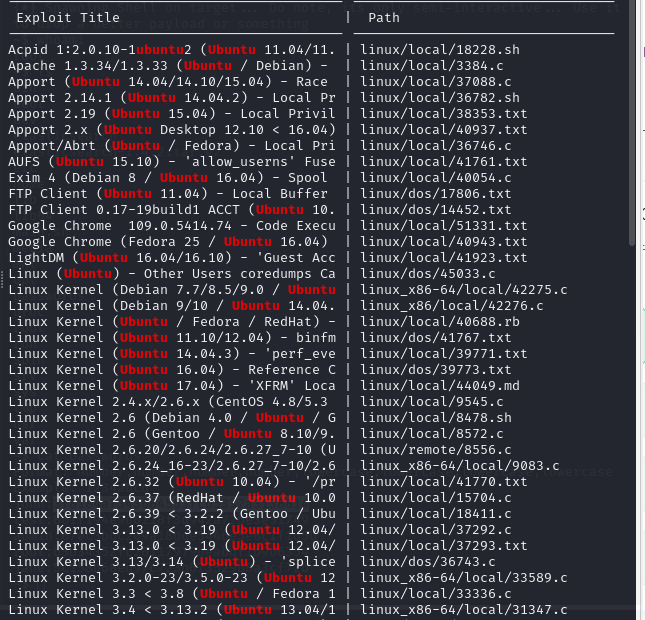 Exploit Title | Path
Acpid 1:2.0.10-1ubuntu2 (Ubuntu 11.04/11. | linux/local/18228.sh
Apache 1.3.34/1.3.33 (Ubuntu / Debian) - | linux/local/3384.c
Apport (Ubuntu 14.04/14.10/15.04) - Race | linux/local/37088.c
Apport 2.14.1 (Ubuntu 14.04.2) - Local Pr | linux/local/36782.sh
Apport 2.19 (Ubuntu 15.04) - Local Privil | linux/local/38353.txt
Apport 2.x (Ubuntu Desktop 12.10 < 16.04) | linux/local/40937.txt
Apport/Abrt (Ubuntu / Fedora) - Local Pri | linux/local/36746.c
AUFS (Ubuntu 15.10) - 'allow_userns' Fuse | linux/local/41761.txt
Exim 4 (Debian 8 / Ubuntu 16.04) - Spool | linux/local/40054.c
FTP Client (Ubuntu 11.04) - Local Buffer | linux/dos/17806.txt
FTP Client 0.17-19build1 ACCT (Ubuntu 10. | linux/dos/14452.txt
Google Chrome 109.0.5414.74 - Code Execu | linux/local/51331.txt
Google Chrome (Fedora 25 / Ubuntu 16.04) | linux/local/40943.txt
LightDM (Ubuntu 16.04/16.10) - 'Guest Acc | linux/local/41923.txt
Linux (Ubuntu) - Other Users coredumps Ca | linux/dos/45033.c
Linux Kernel (Debian 7.7/8.5/9.0 / Ubuntu | linux_x86-64/local/42275.c
Linux Kernel (Debian 9/10 / Ubuntu 14.04. | linux_x86/local/42276.c
Linux Kernel (Ubuntu / Fedora / RedHat) - | linux/local/40688.rb
Linux Kernel (Ubuntu 11.10/12.04) - binfm | linux/dos/41767.txt
Linux Kernel (Ubuntu 14.04.3) - 'perf_eve | linux/local/39771.txt
Linux Kernel (Ubuntu 16.04) - Reference C | linux/dos/39773.txt
Linux Kernel (Ubuntu 17.04) - 'XFRM' Loca | linux/local/44049.md
Linux Kernel 2.4.x/2.6.x (CentOS 4.8/5.3 | linux/local/9545.c
Linux Kernel 2.6 (Debian 4.0 / Ubuntu / G | linux/local/8478.sh
Linux Kernel 2.6 (Gentoo / Ubuntu 8.10/9. | linux/local/8572.c
Linux Kernel 2.6.20/2.6.24/2.6.27_7-10 (U | linux/remote/8556.c
Linux Kernel 2.6.24_16-23/2.6.27_7-10/2.6 | linux_x86-64/local/9083.c
Linux Kernel 2.6.32 (Ubuntu 10.04) - '/pr | linux/local/41770.txt
Linux Kernel 2.6.37 (RedHat / Ubuntu 10.0 | linux/local/15704.c
Linux Kernel 2.6.39 < 3.2.2 (Gentoo / Ubu | linux/local/18411.c
Linux Kernel 3.13.0 < 3.19 (Ubuntu 12.04/ | linux/local/37292.c
Linux Kernel 3.13.0 < 3.19 (Ubuntu 12.04/ | linux/local/37293.txt
Linux Kernel 3.13/3.14 (Ubuntu) - 'splice | linux/dos/36743.c
Linux Kernel 3.2.0-23/3.5.0-23 (Ubuntu 12 | linux_x86-64/local/33589.c
Linux Kernel 3.3 < 3.8 (Ubuntu / Fedora 1 | linux/local/33336.c
Linux Kernel 3.4 < 3.13.2 (Ubuntu 13.04/1 | linux_x86-64/local/31347.c